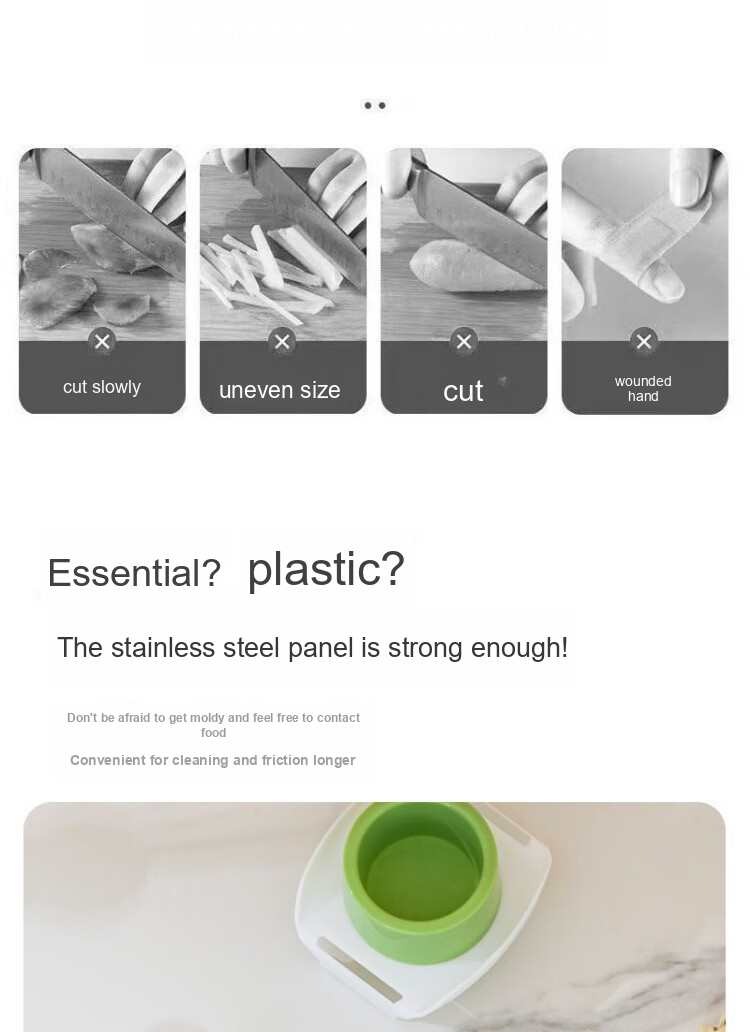 cut slowly
uneven size
cut
wounded
hand
Essential? plastic?
The stainless steel panel is strong enough!
Don't be afraid to get moldy and feel free to contact
food
Convenient for cleaning and friction longer